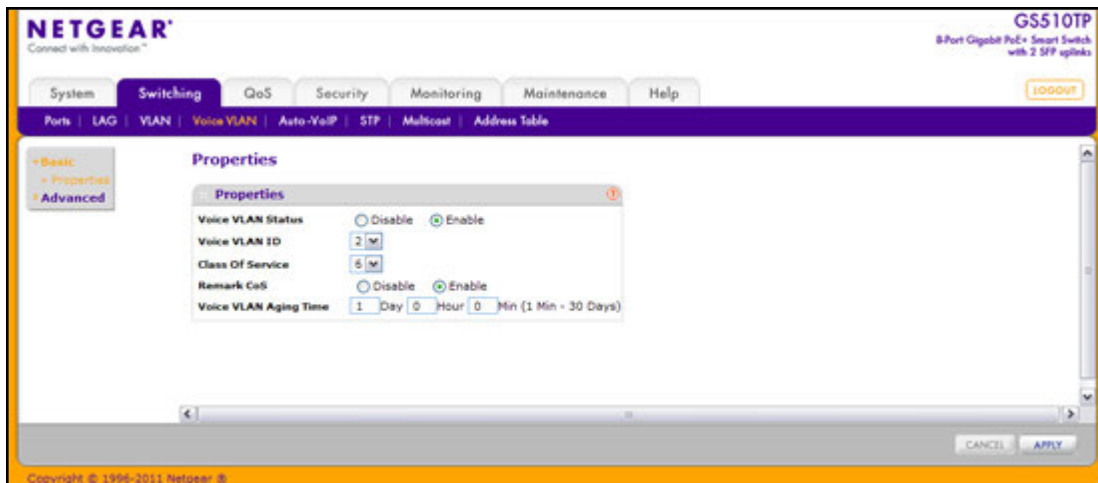 NETGEAR®
Connect with Innovation™
GS510TP
8-Port Gigabit PoE+ Smart Switch
with 2 SFP uplinks
System Switching QoS Security Monitoring Maintenance Help
LOGOUT
Ports | LAG | VLAN | Voice VLAN | Auto-VoIP | STP | Multicast | Address Table
Basic
Properties
Advanced
Properties
Properties ?
Voice VLAN Status Disable Enable
Voice VLAN ID 2
Class Of Service 6
Remark CoS Disable Enable
Voice VLAN Aging Time 1 Day 0 Hour 0 Min (1 Min - 30 Days)
CANCEL APPLY
Copyright © 1996-2011 Netgear ®